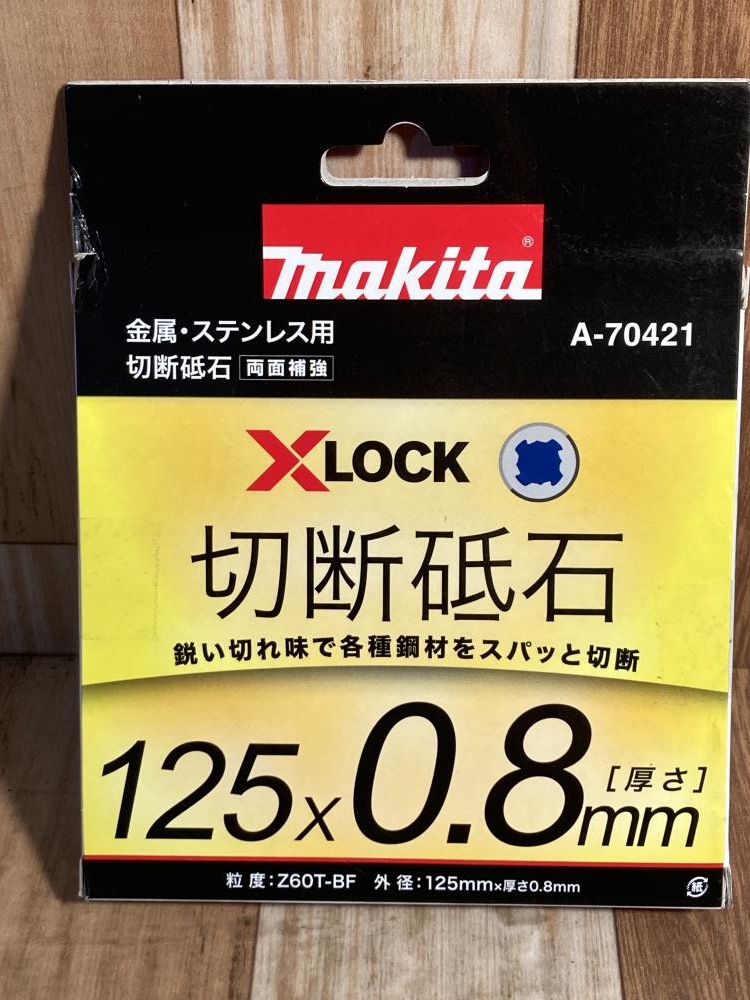 makita®
金属・ステンレス用
切断砥石 両面補強
A-70421
XLOCK
切断砥石
鋭い切れ味で各種鋼材をスパッと切断
125x0.8mm
[厚さ]
粒度:Z60T-BF 外径:125mm×厚さ0.8mm
紙